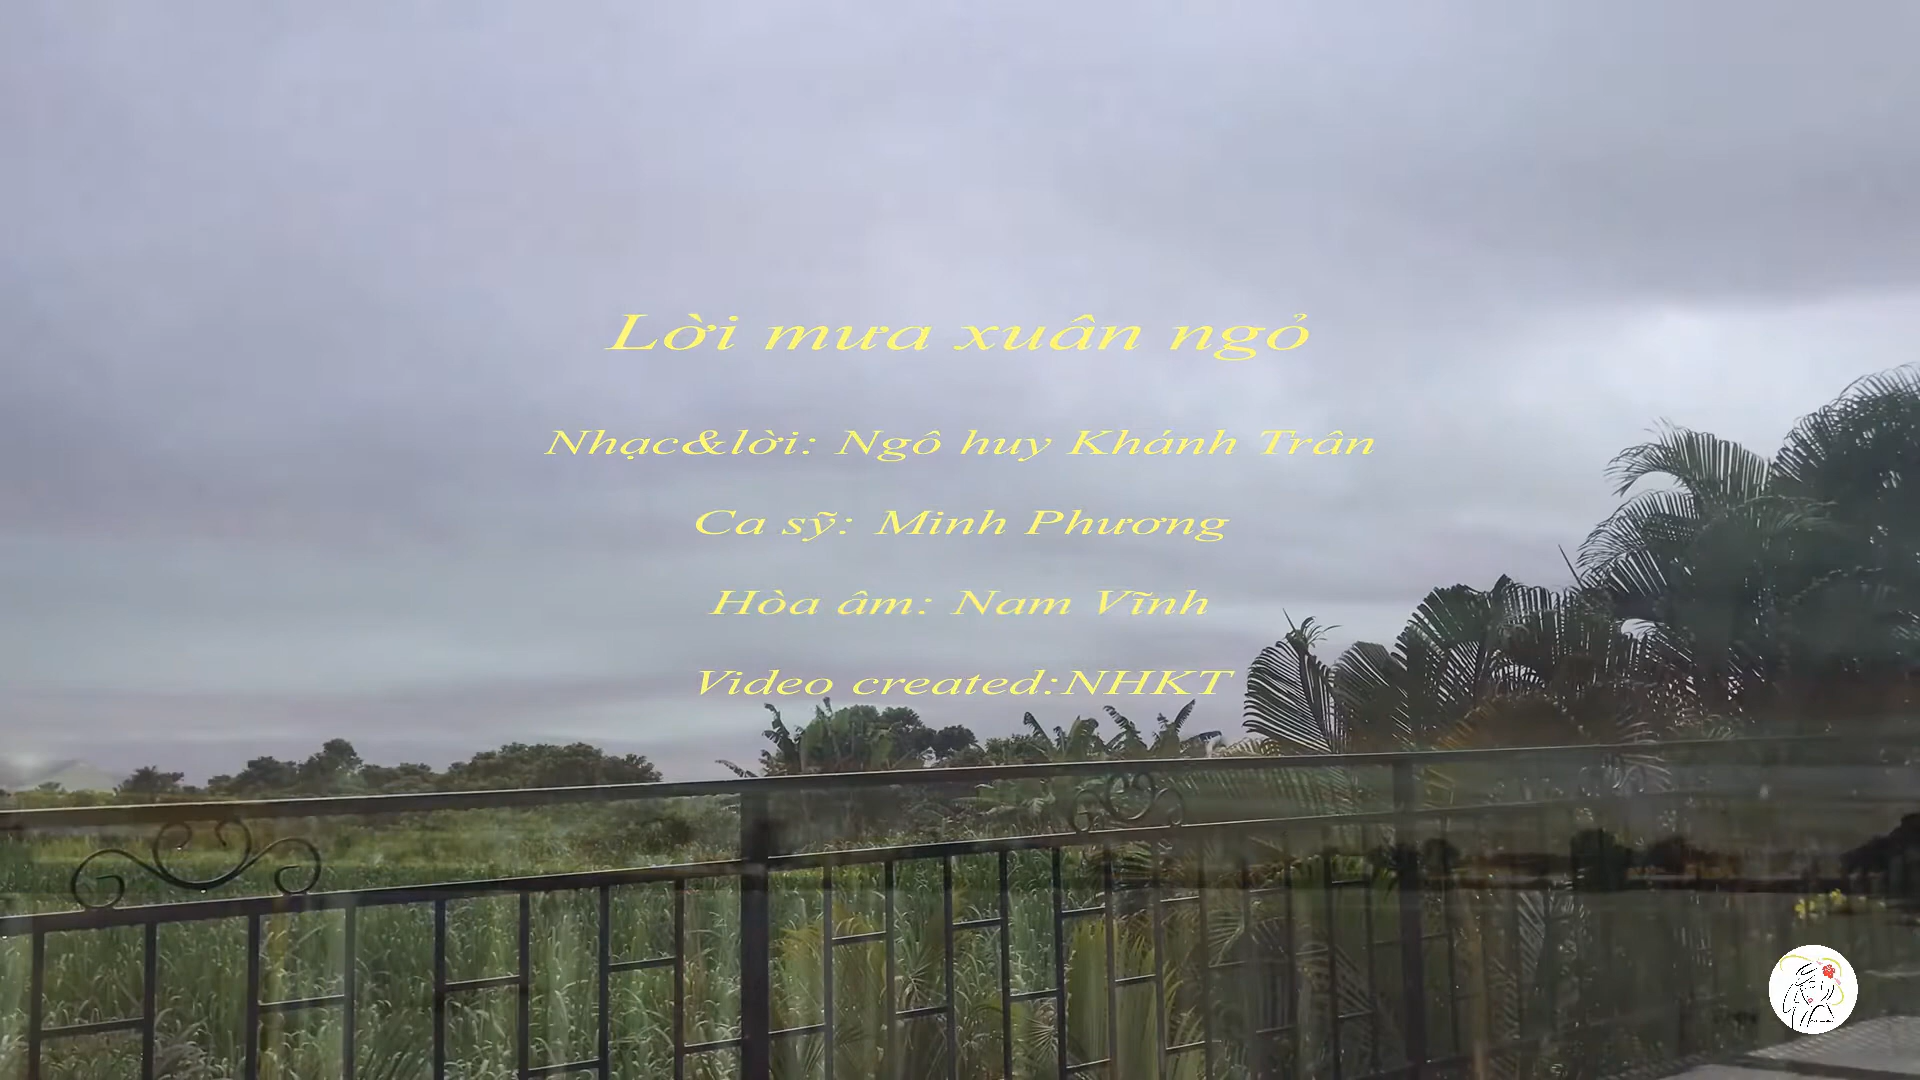 Lời mưa xuân ngỏ
Nhạc&lời: Ngô huy Khánh Trân
Ca sỹ: Minh Phương
Hòa âm: Nam Vĩnh
Video created:NHKT